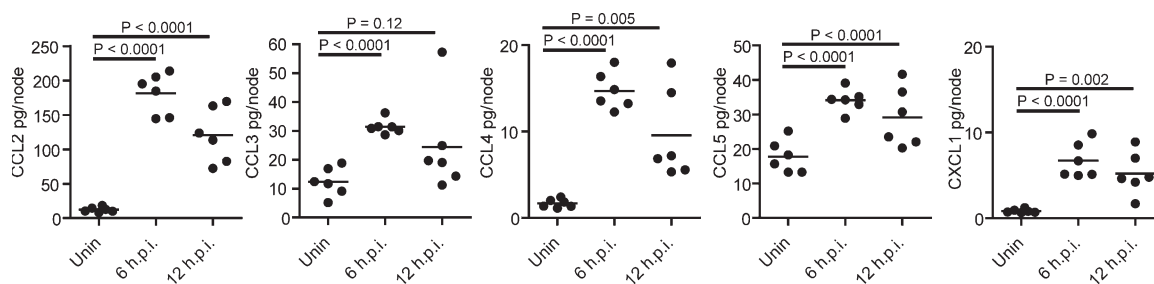 P < 0.0001
P < 0.0001
CCL2 pg/node
250
200
150
100
50
0
Unin
6 h.p.i.
12 h.p.i.
P = 0.12
P < 0.0001
CCL3 pg/node
60
50
40
30
20
10
0
Unin
6 h.p.i.
12 h.p.i.
P = 0.005
P < 0.0001
CCL4 pg/node
20
10
0
Unin
6 h.p.i.
12 h.p.i.
P < 0.0001
P < 0.0001
CCL5 pg/node
50
40
30
20
10
0
Unin
6 h.p.i.
12 h.p.i.
P = 0.002
P < 0.0001
CXCL1 pg/node
20
10
0
Unin
6 h.p.i.
12 h.p.i.